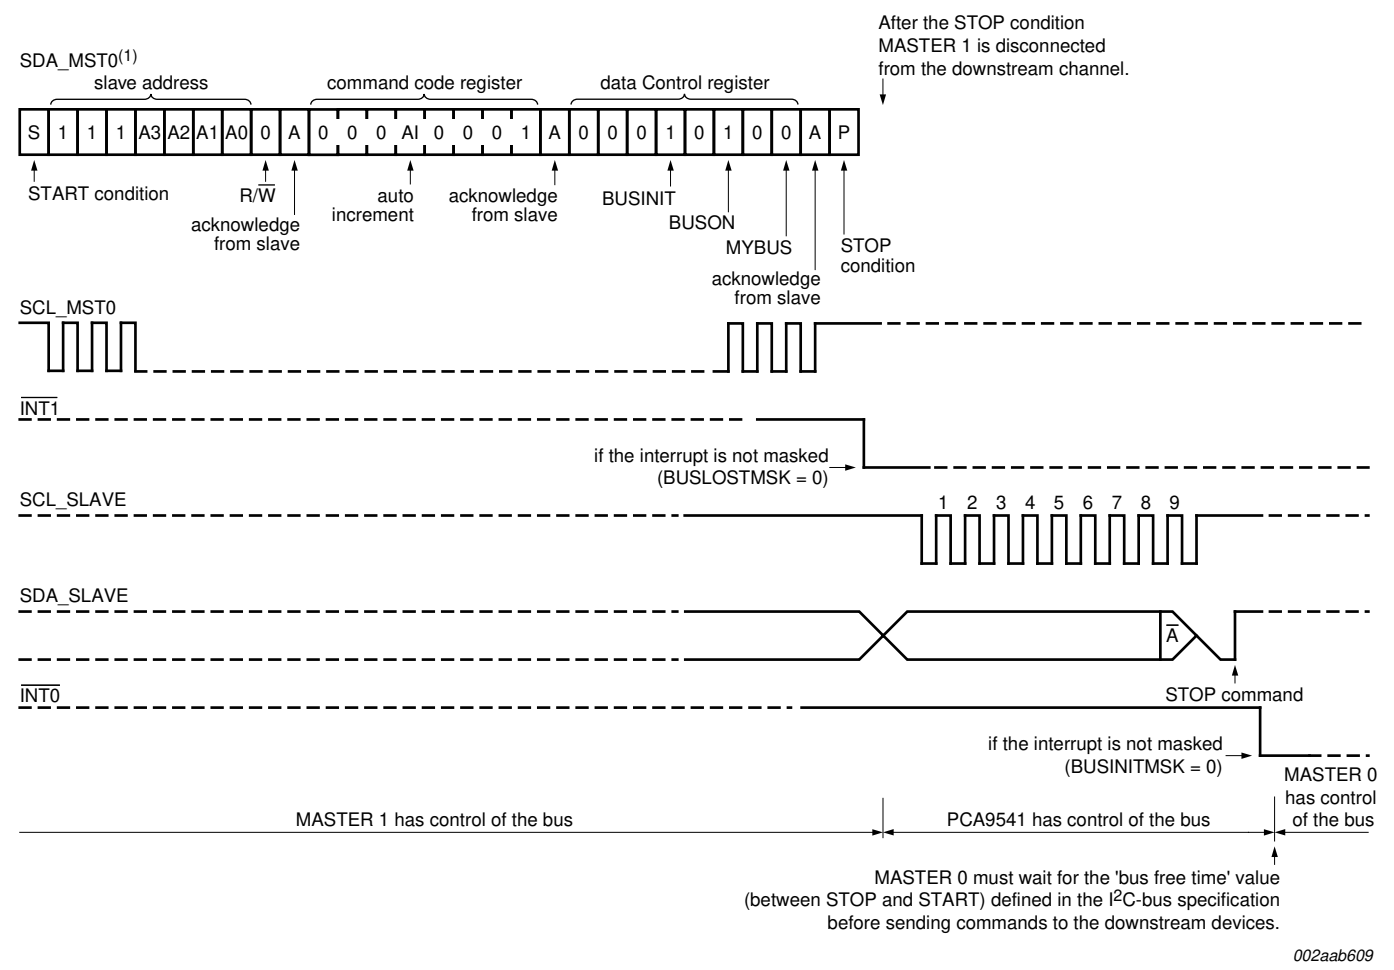 After the STOP condition
MASTER 1 is disconnected
from the downstream channel.
SDA_MST0(1)
slave address command code register data Control register
S 1 1 1 A3 A2 A1 A0 0 A 0 0 0 AI 0 0 0 1 A 0 0 0 1 0 1 0 0 A P
START condition
R/W
acknowledge
from slave
auto
increment
acknowledge
from slave
BUSINIT
BUSON
MYBUS
acknowledge
from slave
STOP
condition
SCL_MST0
INT1
if the interrupt is not masked
(BUSLOSTMSK = 0)
SCL_SLAVE
1 2 3 4 5 6 7 8 9
SDA_SLAVE
A
STOP command
INT0
if the interrupt is not masked
(BUSINITMSK = 0)
MASTER 1 has control of the bus
PCA9541 has control of the bus
MASTER 0
has control
of the bus
MASTER 0 must wait for the 'bus free time' value
(between STOP and START) defined in the I2C-bus specification
before sending commands to the downstream devices.
002aab609